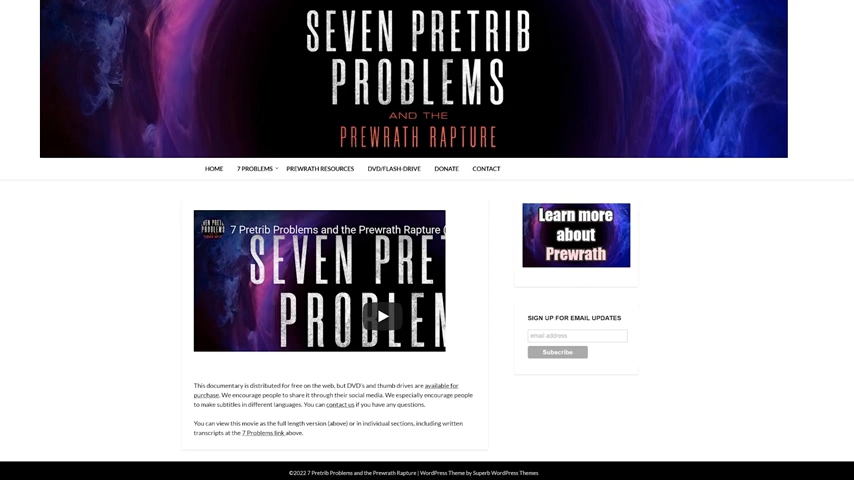 SEVEN PRETRIB
PROBLEMS
AND THE
PREWRATH RAPTURE
HOME 7 PROBLEMS PREWRATH RESOURCES DVD/FLASH-DRIVE DONATE CONTACT
7 Pretrib Problems and the Prewrath Rapture (
SEVEN PRET
PROBLEM
Learn more
about
Prewrath
SIGN UP FOR EMAIL UPDATES
email address
Subscribe
This documentary is distributed for free on the web, but DVD's and thumb drives are available for
purchase. We encourage people to share it through their social media. We especially encourage people
to make subtitles in different languages. You can contact us if you have any questions.
You can view this movie as the full length version (above) or in individual sections, including written
transcripts at the 7 Problems link above.
©2022 7 Pretrib Problems and the Prewrath Rapture | WordPress Theme by Superb WordPress Themes